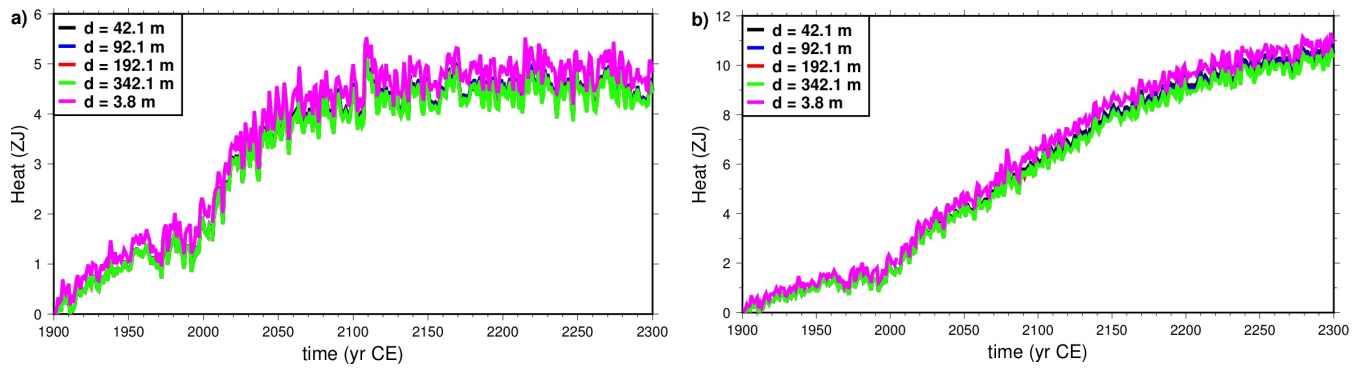 a)
Heat (ZJ)
6
5
4
3
2
1
0
d = 42.1 m
d = 92.1 m
d = 192.1 m
d = 342.1 m
d = 3.8 m
1900 1950 2000 2050 2100 2150 2200 2250 2300
time (yr CE)
b)
Heat (ZJ)
12
10
8
6
4
2
0
d = 42.1 m
d = 92.1 m
d = 192.1 m
d = 342.1 m
d = 3.8 m
1900 1950 2000 2050 2100 2150 2200 2250 2300
time (yr CE)